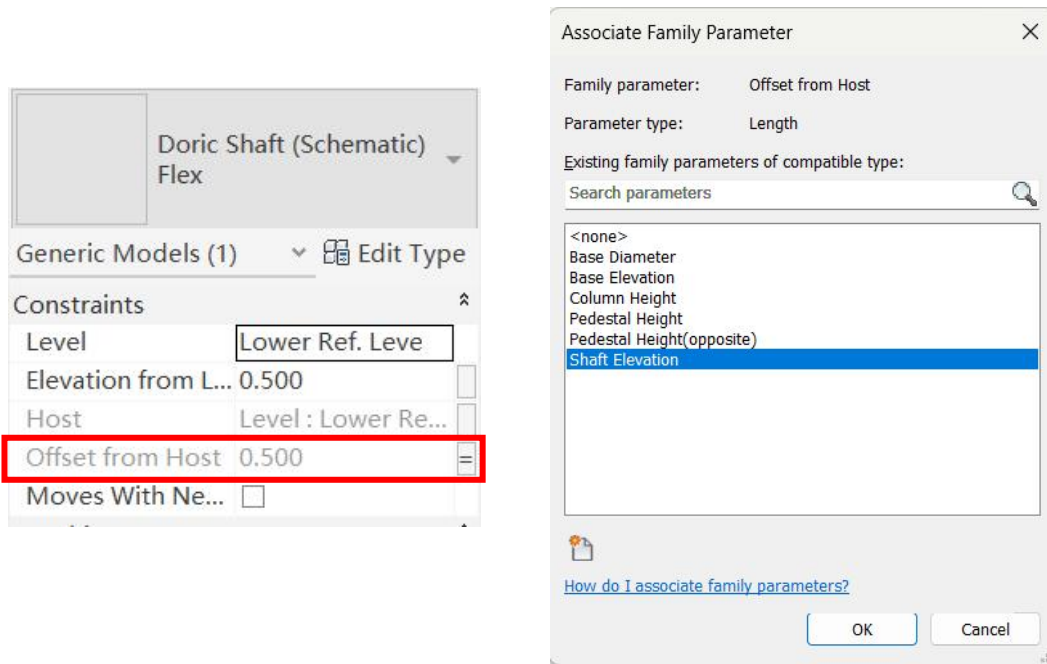 Doric Shaft (Schematic)
Flex
Generic Models (1)
Edit Type
Constraints
Level Lower Ref. Leve
Elevation from L... 0.500
Host Level : Lower Re...
Offset from Host 0.500 =
Moves With Ne...
Associate Family Parameter
Family parameter: Offset from Host
Parameter type: Length
Existing family parameters of compatible type:
Search parameters
<none>
Base Diameter
Base Elevation
Column Height
Pedestal Height
Pedestal Height(opposite)
Shaft Elevation
How do I associate family parameters?
OK Cancel